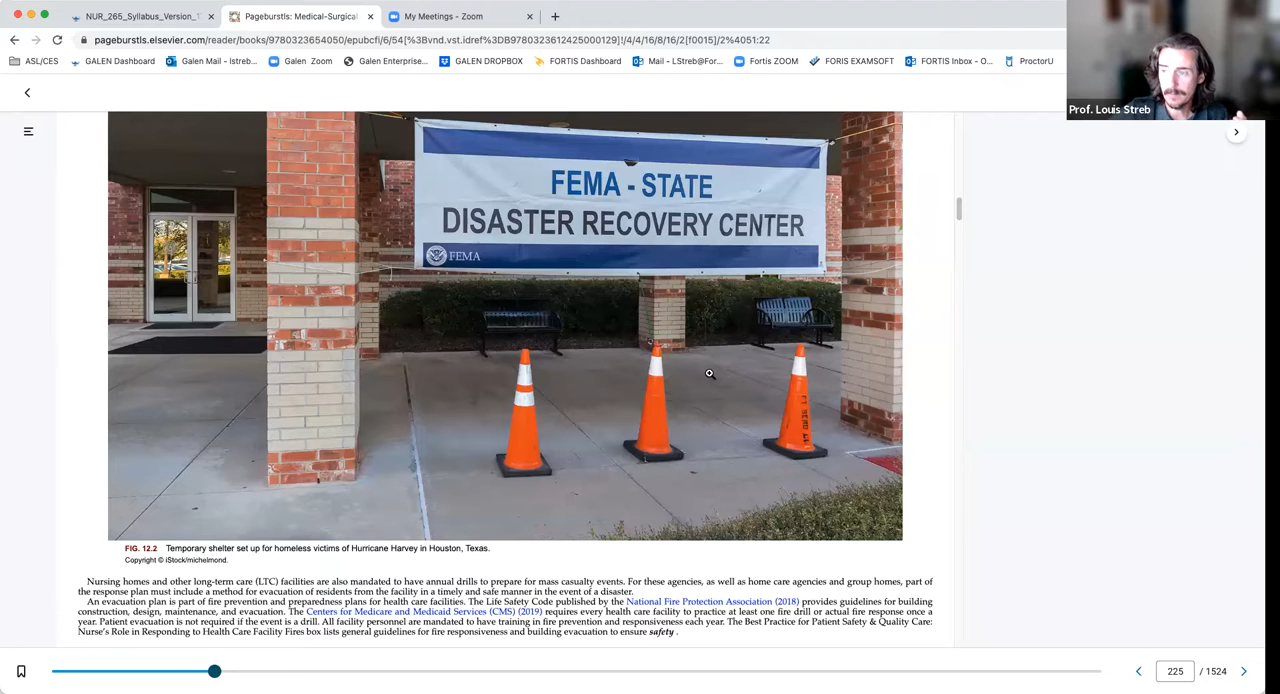 NUR_265_Syllabus_Version_1
Pageburstls: Medical-Surgical
My Meetings - Zoom
pageburstls.elsevier.com/reader/books/9780323654050/epubcfi/6/54[%3Bvnd.vst.idref%3DB9780323612425000129]!/4/4/16/8/16/2[f0015]/2%4051:22
ASL/CES
GALEN Dashboard
Galen Mail - lstreb...
Galen Zoom
Galen Enterprise...
GALEN DROPBOX
FORTIS Dashboard
Mail - LStreb@For...
Fortis ZOOM
FORIS EXAMSOFT
FORTIS Inbox - O...
ProctorU
Prof. Louis Streb
FEMA - STATE
DISASTER RECOVERY CENTER
FEMA
FIG. 12.2 Temporary shelter set up for homeless victims of Hurricane Harvey in Houston, Texas.
Copyright © iStock/michelmond.
Nursing homes and other long-term care (LTC) facilities are also mandated to have annual drills to prepare for mass casualty events. For these agencies, as well as home care agencies and group homes, part of
the response plan must include a method for evacuation of residents from the facility in a timely and safe manner in the event of a disaster.
An evacuation plan is part of fire prevention and preparedness plans for health care facilities. The Life Safety Code published by the National Fire Protection Association (2018) provides guidelines for building
construction, design, maintenance, and evacuation. The Centers for Medicare and Medicaid Services (CMS) (2019) requires every health care facility to practice at least one fire drill or actual fire response once a
year. Patient evacuation is not required if the event is a drill. All facility personnel are mandated to have training in fire prevention and responsiveness each year. The Best Practice for Patient Safety & Quality Care:
Nurse's Role in Responding to Health Care Facility Fires box lists general guidelines for fire responsiveness and building evacuation to ensure safety .
225 / 1524